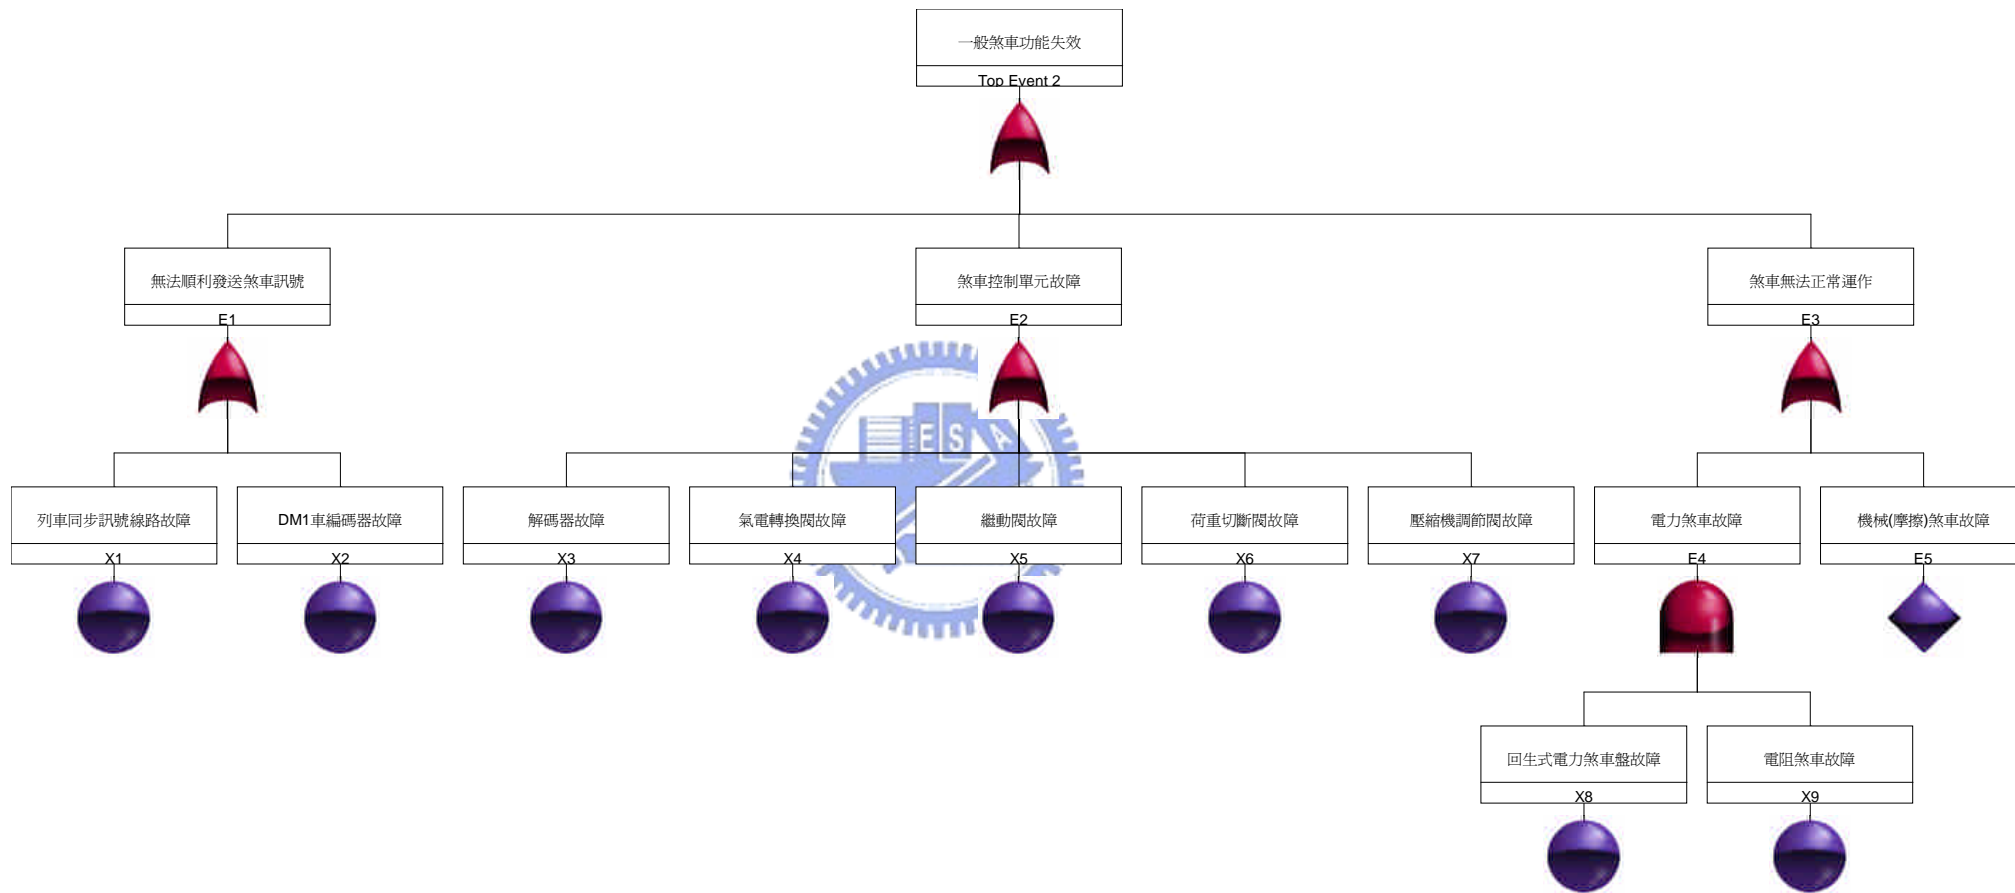 一般煞車功能失效
Top Event 2
無法順利發送煞車訊號
E1
煞車控制單元故障
E2
煞車無法正常運作
E3
ESA
列車同步訊號線路故障
X1
DM1車編碼器故障
X2
解碼器故障
X3
氣電轉換閥故障
X4
繼動閥故障
X5
荷重切斷閥故障
X6
壓縮機調節閥故障
X7
電力煞車故障
E4
機械(摩擦)煞車故障
E5
回生式電力煞車盤故障
X8
電阻煞車故障
X9